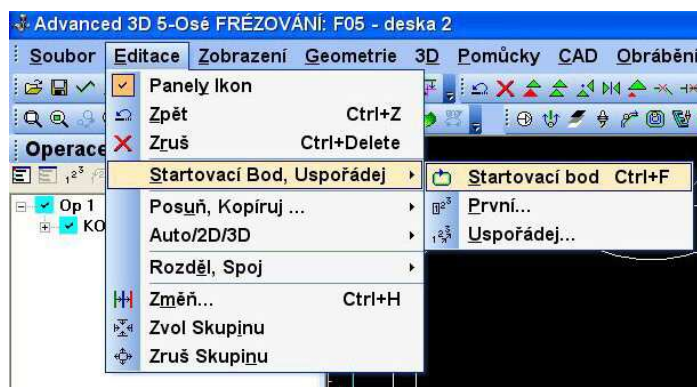 Advanced 3D 5-Osé FRÉZOVÁNÍ: F05 - deska 2
Soubor Editace Zobrazení Geometrie 3D Pomůcky CAD Obrábění
Panely Ikon
Zpět Ctrl+Z
Operace
Zruš Ctrl+Delete
Startovací Bod, Uspořádej
Startovací bod Ctrl+F
Op 1
Posuň, Kopíruj ...
První...
KO
Auto/2D/3D
Uspořádej...
Rozděl, Spoj
Změň... Ctrl+H
Zvol Skupinu
Zruš Skupinu